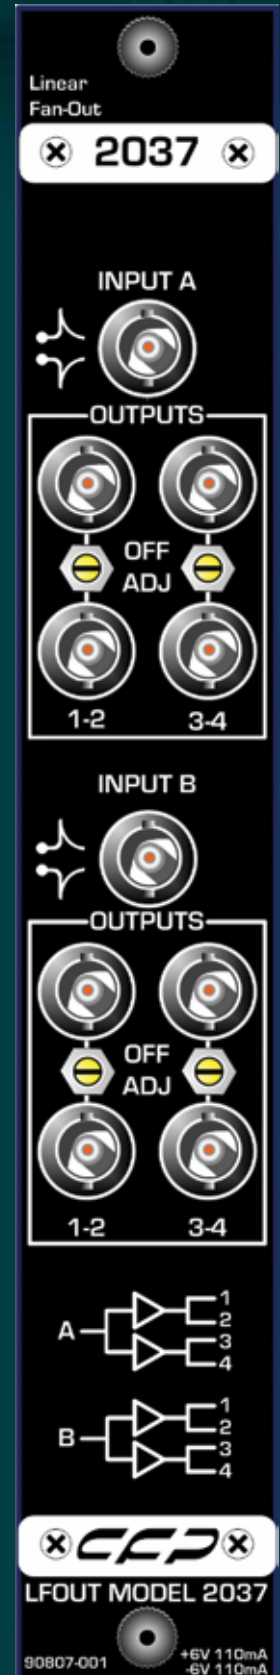 Linear
Fan-Out
2037
INPUT A
OUTPUTS
OFF
ADJ
1-2 3-4
INPUT B
OUTPUTS
OFF
ADJ
1-2 3-4
A 1
2
3
4
B 1
2
3
4
LFOUT MODEL 2037
90807-001 +6V 110mA
-6V 110mA